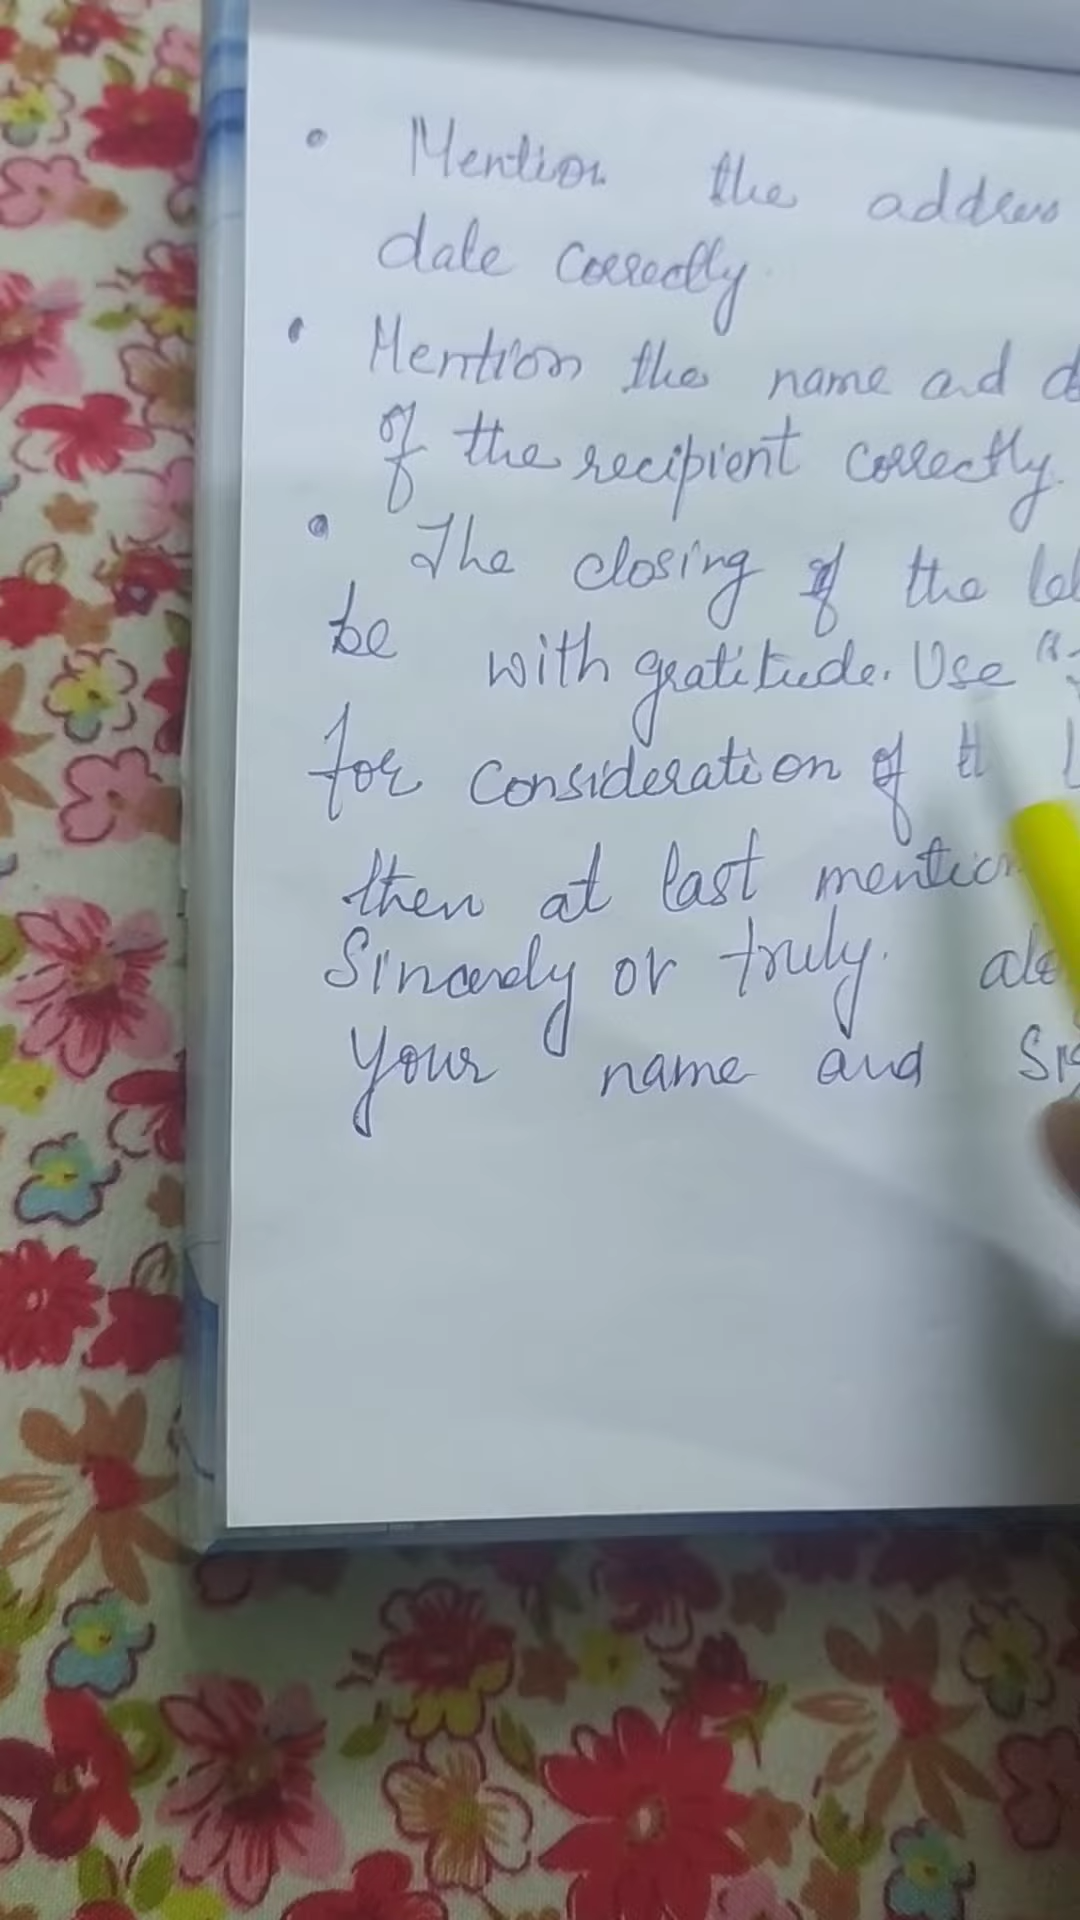 • Mention the address
date correctly.
• Mention the name and
of the recipient correctly.
• The closing of the
be with gratitude. Use
for consideration of
then at last mention
Sincerely or truly.
Your name and